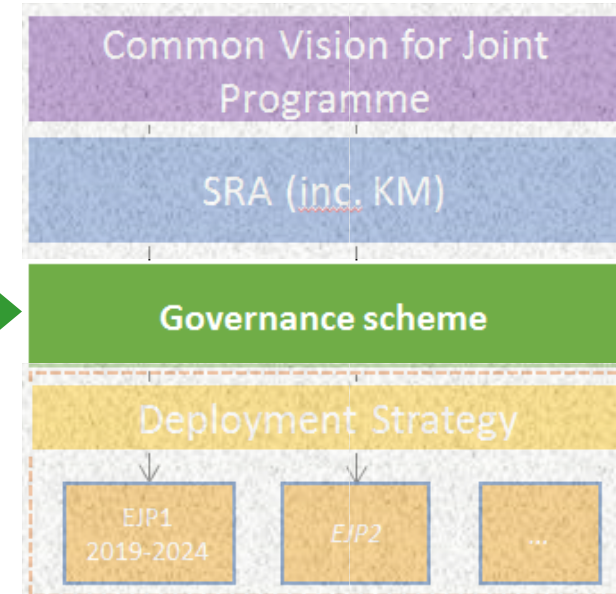 Common Vision for Joint
Programme
SRA (inc. KM)
Governance scheme
Deployment Strategy
EJP1
2019-2024
EJP2
...